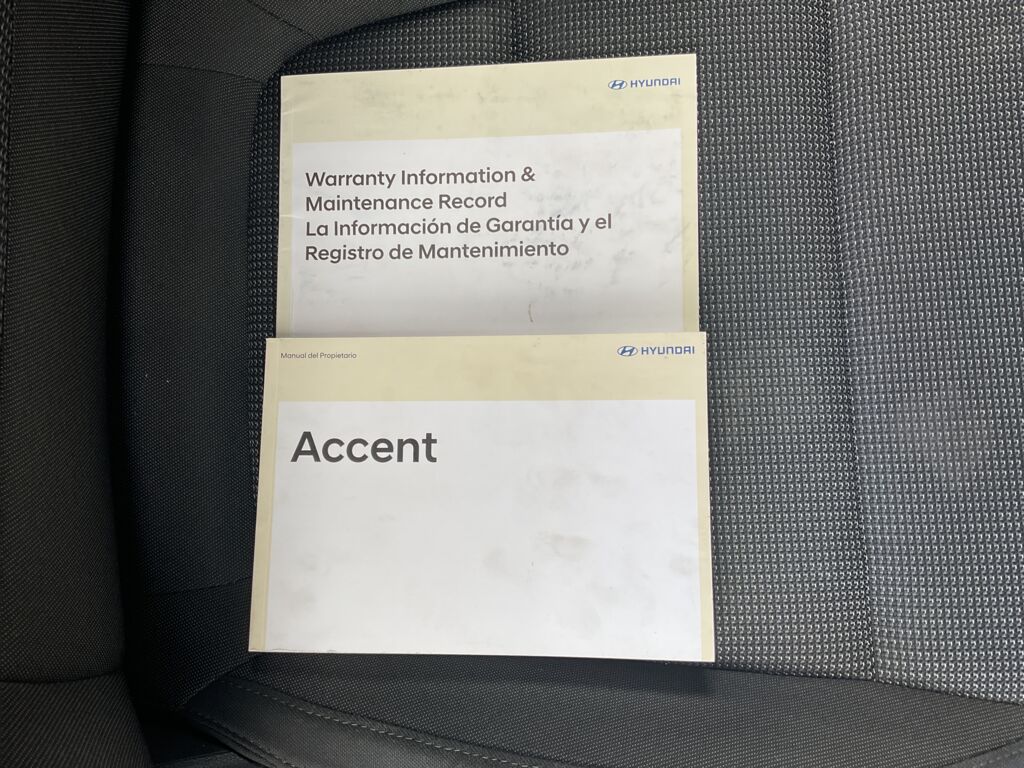 HYUNDAI
Warranty Information &
Maintenance Record
La Información de Garantía y el
Registro de Mantenimiento
Manual del Propietario
HYUNDAI
Accent